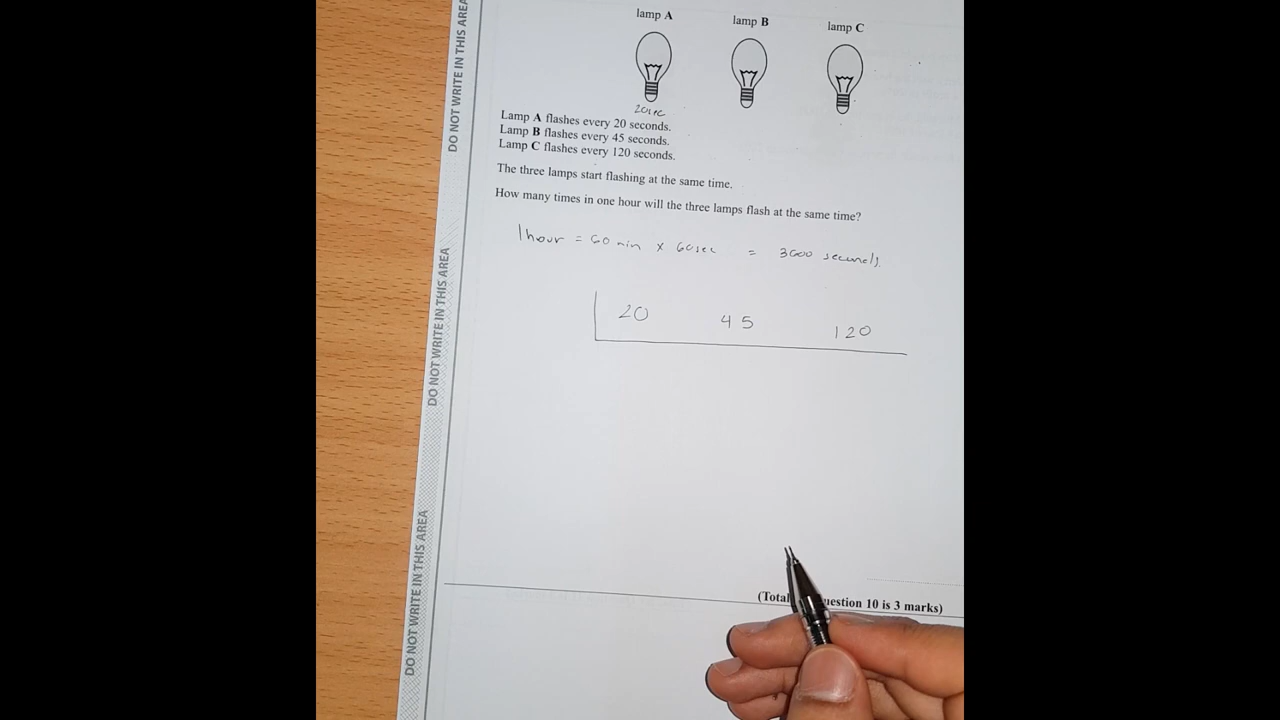 lamp A lamp B lamp C
20sec
Lamp A flashes every 20 seconds.
Lamp B flashes every 45 seconds.
Lamp C flashes every 120 seconds.
The three lamps start flashing at the same time.
How many times in one hour will the three lamps flash at the same time?
1hour = 60 min × 60sec = 3600 seconds.
20 45 120
(Total uestion 10 is 3 marks)
DO NOT WRITE IN THIS AREA
DO NOT WRITE IN THIS AREA
DO NOT WRITE IN THIS AREA